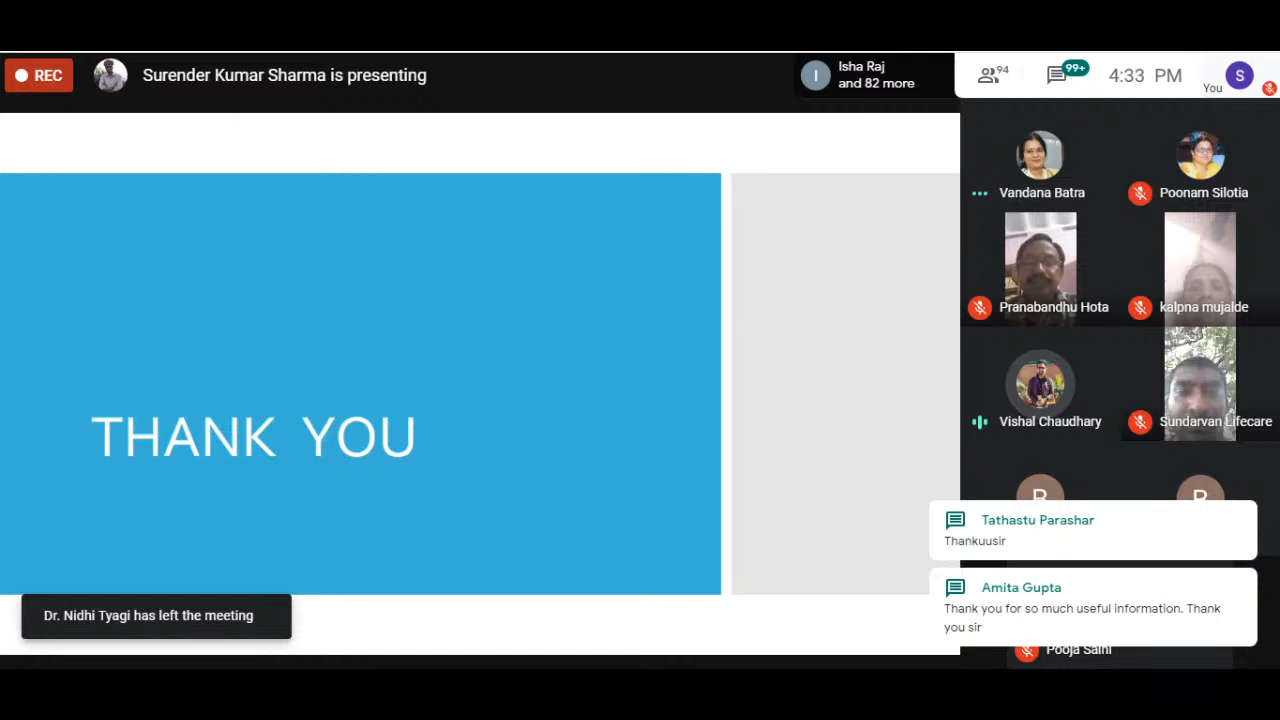 REC
Surender Kumar Sharma is presenting
I
Isha Raj
and 82 more
94
99+
4:33 PM
You
S
Vandana Batra
Poonam Silotia
Pranabandhu Hota
kalpna mujalde
Vishal Chaudhary
Sundarvan Lifecare
THANK YOU
Tathastu Parashar
Thankuusir
Amita Gupta
Thank you for so much useful information. Thank
you sir
Dr. Nidhi Tyagi has left the meeting
Pooja Saini